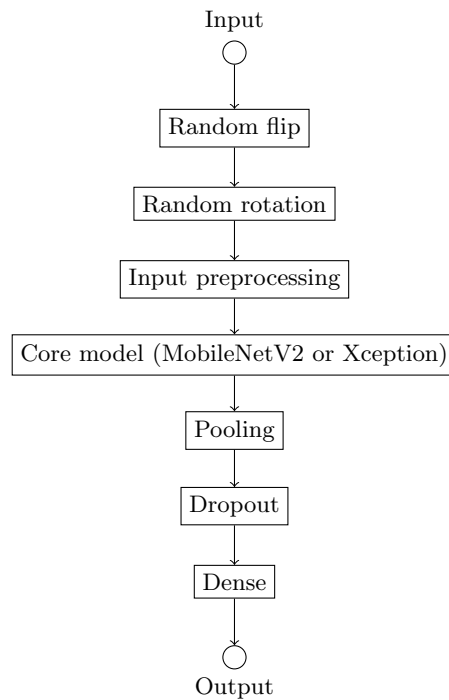 Input
Random flip
Random rotation
Input preprocessing
Core model (MobileNetV2 or Xception)
Pooling
Dropout
Dense
Output